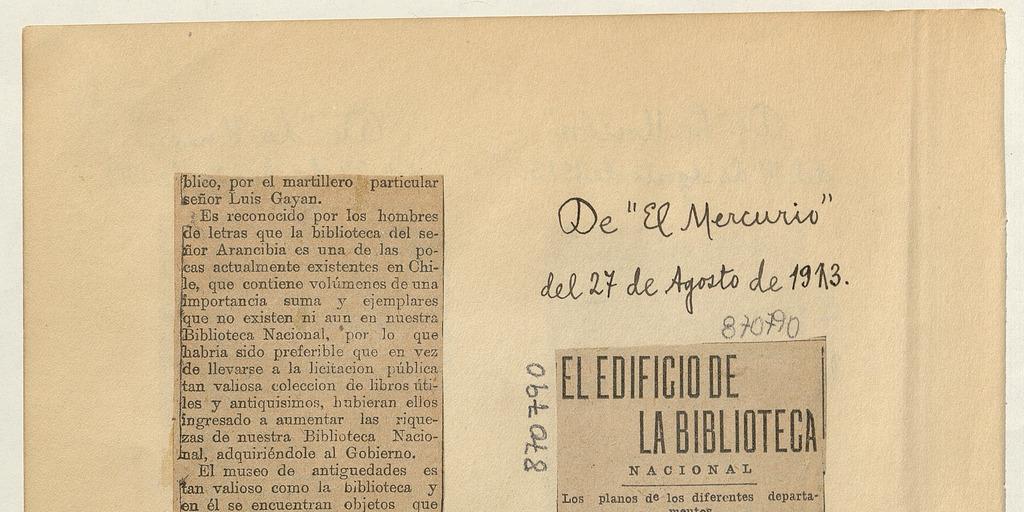 blico, por el martillero particular
señor Luis Gayan.
Es reconocido por los hombres
de letras que la biblioteca del se-
ñor Arancibia es una de las po-
cas actualmente existentes en Chi-
le, que contiene volúmenes de una
importancia suma y ejemplares
que no existen ni aun en nuestra
Biblioteca Nacional, por lo que
habria sido preferible que en vez
de llevarse a la licitacion pública
tan valiosa coleccion de libros úti-
les y antiquisimos, hubieran ellos
ingresado a aumentar las rique-
zas de nuestra Biblioteca Nacio-
nal, adquiriéndole al Gobierno.
El museo de antiguedades es
tan valioso como la biblioteca y
en él se encuentran objetos que
De "El Mercurio"
del 27 de Agosto de 1913.
870790
870790
EL EDIFICIO DE
LA BIBLIOTECA
NACIONAL
Los planos de los diferentes departa-
mentos